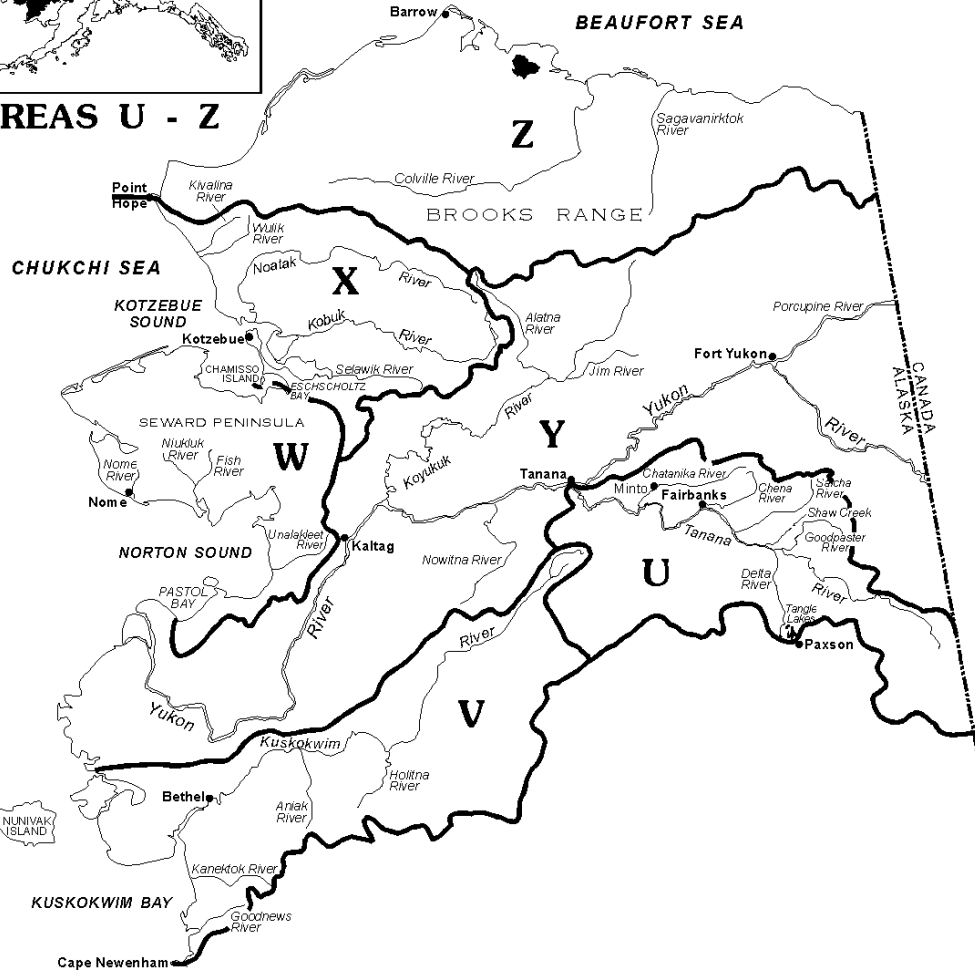 Barrow
BEAUFORT SEA
REAS U - Z
Z
Sagavanirktok
River
Colville River
Point
Hope
Kivalina
River
BROOKS RANGE
Wulik
River
CHUKCHI SEA
Noatak
River
X
KOTZEBUE
SOUND
Kobuk
River
Alatna
River
Porcupine River
Kotzebue
Fort Yukon
CHAMISSO
ISLAND
Selawik River
Jim River
ESCHSCHOLTZ
BAY
CANADA
ALASKA
Yukon
River
SEWARD PENINSULA
River
Y
W
Niukluk
River
Fish
River
Nome
River
Koyukuk
Tanana
Chatanika River
Minto
Fairbanks
Chena
River
Salcha
River
Nome
Shaw Creek
Unalakleet
River
Kaltag
Tanana
Goodpaster
River
NORTON SOUND
Nowitna River
U
Delta
River
River
PASTOL
BAY
River
Tangle
Lakes
River
Paxson
Yukon
V
Kuskokwim
Holitna
River
Bethel
Aniak
River
NUNIVAK
ISLAND
Kanektok River
KUSKOKWIM BAY
Goodnews
River
Cape Newenham